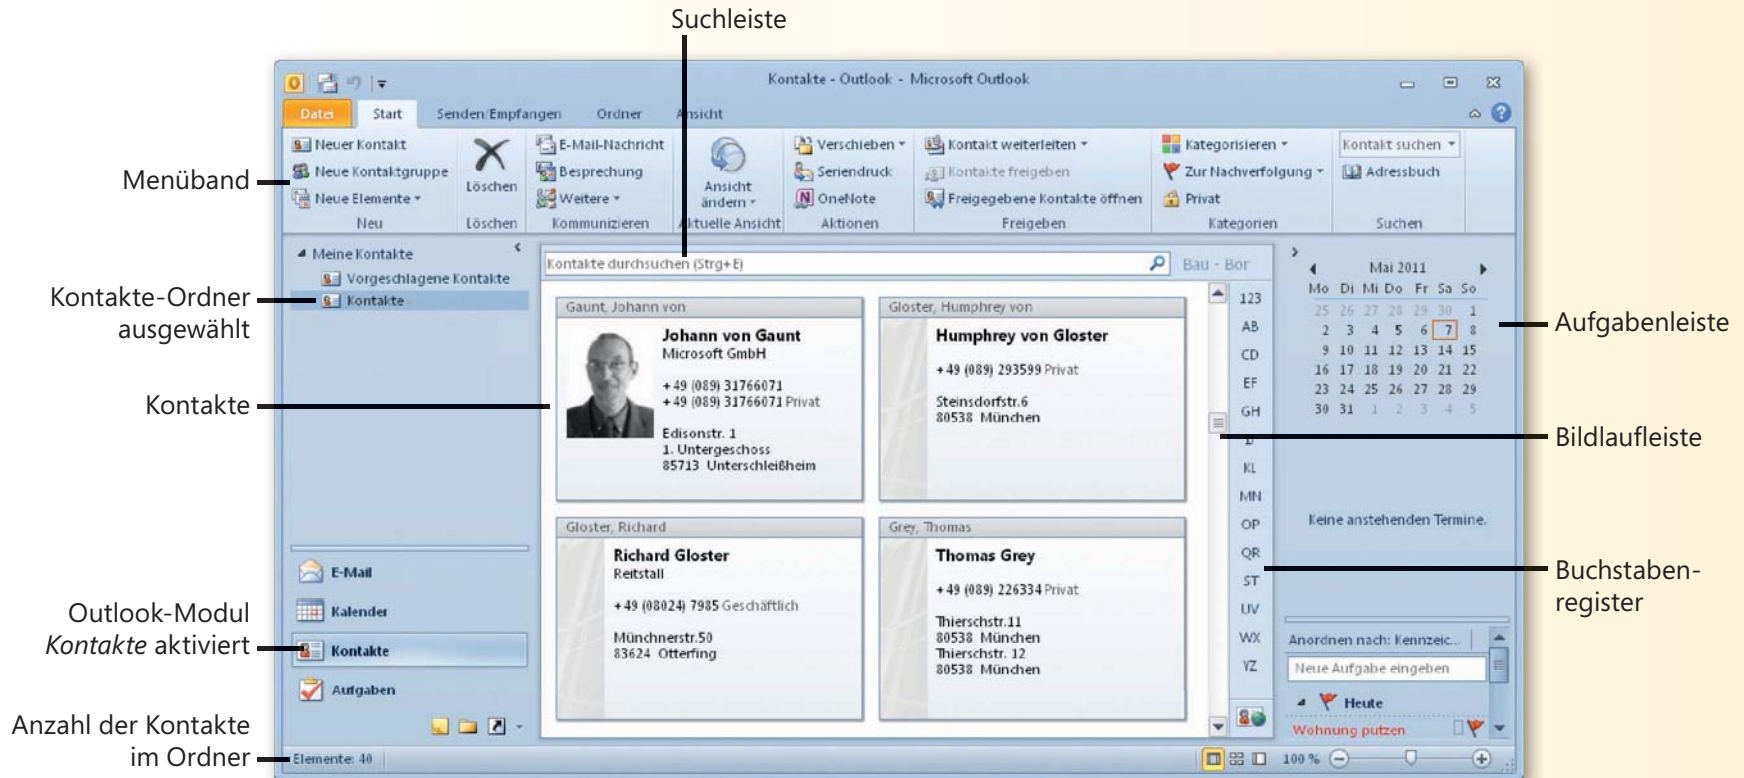 Suchleiste
Kontakte - Outlook - Microsoft Outlook
Datei Start Senden/Empfangen Ordner Ansicht
Neuer Kontakt
Neue Kontaktgruppe
Neue Elemente
Neu
Löschen
Löschen
E-Mail-Nachricht
Besprechung
Weitere
Kommunizieren
Ansicht
ändern
Aktuelle Ansicht
Verschieben
Seriendruck
OneNote
Aktionen
Kontakt weiterleiten
Kontakte freigeben
Freigegebene Kontakte öffnen
Freigeben
Kategorisieren
Zur Nachverfolgung
Privat
Kategorien
Kontakt suchen
Adressbuch
Suchen
Menüband
Kontakte-Ordner
ausgewählt
Kontakte
Outlook-Modul
Kontakte aktiviert
Anzahl der Kontakte
im Ordner
Meine Kontakte
Vorgeschlagene Kontakte
Kontakte
E-Mail
Kalender
Kontakte
Aufgaben
Elemente: 40
Kontakte durchsuchen (Strg+E)
Bau - Bor
Gaunt, Johann von
Johann von Gaunt
Microsoft GmbH
+49 (089) 31766071
+49 (089) 31766071 Privat
Edisonstr. 1
1. Untergeschoss
85713 Unterschleißheim
Gloster, Humphrey von
Humphrey von Gloster
+49 (089) 293599 Privat
Steinsdorfstr.6
80538 München
Gloster, Richard
Richard Gloster
Reitstall
+49 (08024) 7985 Geschäftlich
Münchnerstr.50
83624 Otterfing
Grey, Thomas
Thomas Grey
+49 (089) 226334 Privat
Thierschstr.11
80538 München
Thierschstr. 12
80538 München
123
AB
CD
EF
GH
KL
MN
OP
QR
ST
UV
WX
YZ
Mai 2011
Mo Di Mi Do Fr Sa So
25 26 27 28 29 30 1
2 3 4 5 6 7 8
9 10 11 12 13 14 15
16 17 18 19 20 21 22
23 24 25 26 27 28 29
30 31 1 2 3 4 5
Keine anstehenden Termine.
Anordnen nach: Kennzeic...
Neue Aufgabe eingeben
Heute
Wohnung putzen
100 %
Aufgabenleiste
Bildlaufleiste
Buchstaben-
register